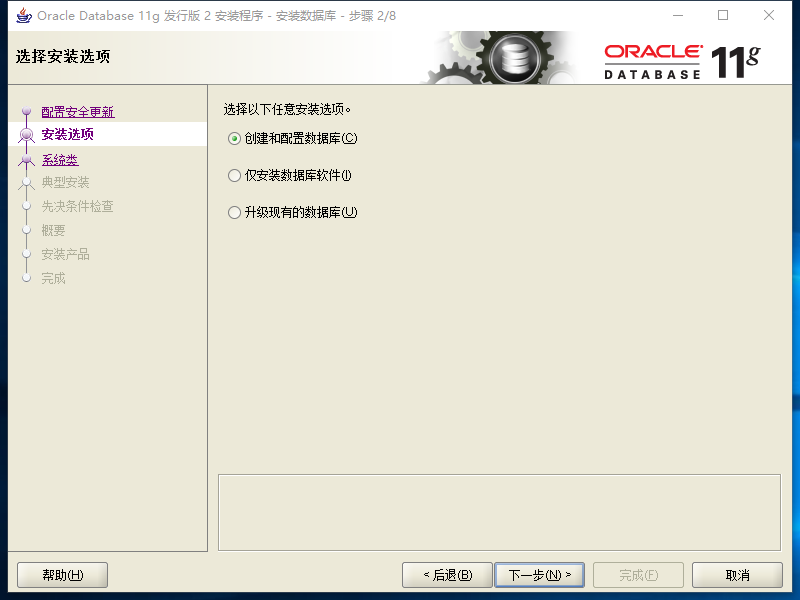 Oracle Database 11g 发行版 2 安装程序 - 安装数据库 - 步骤 2/8
选择安装选项
ORACLE
DATABASE
11g
配置安全更新
安装选项
系统类
典型安装
先决条件检查
概要
安装产品
完成
选择以下任意安装选项。
创建和配置数据库(C)
仅安装数据库软件(I)
升级现有的数据库(U)
帮助(H)
< 后退(B)
下一步(N) >
完成(F)
取消